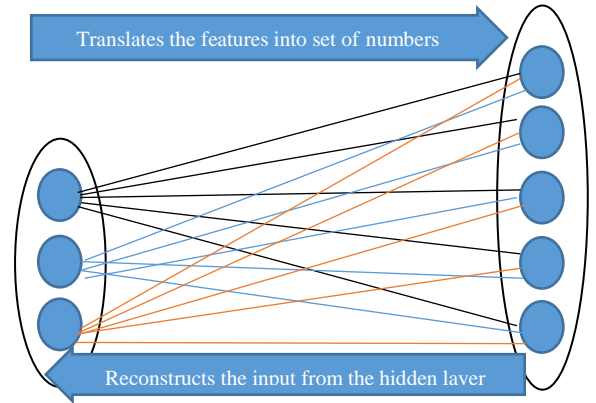 Translates the features into set of numbers
Reconstructs the input from the hidden layer